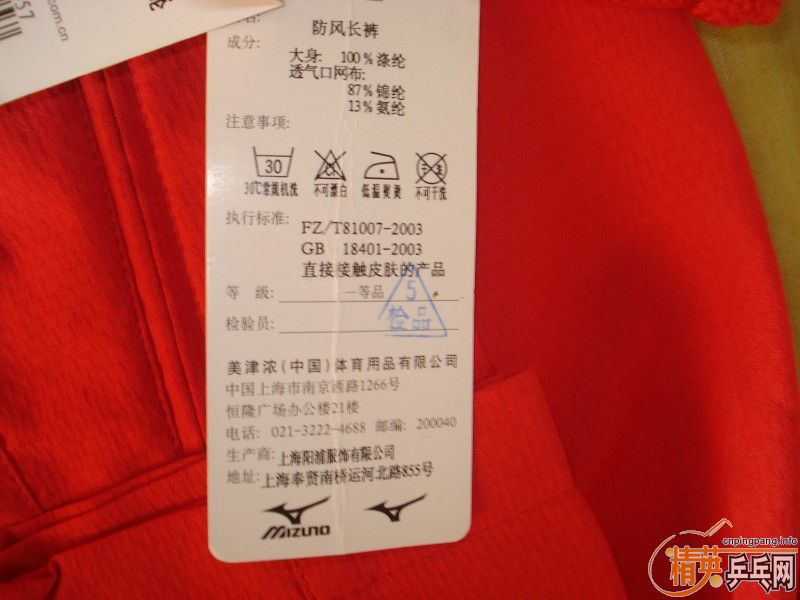 57
.com.cn
防风长裤
成分:
大身: 100%涤纶
透气口网布:
87%锦纶
13%氨纶
注意事项:
30
30℃常规机洗 不可漂白 低温熨烫 不可干洗
执行标准:
FZ/T81007-2003
GB 18401-2003
直接接触皮肤的产品
等 级: 一等品
5
检品
检验员:
美津浓(中国)体育用品有限公司
中国上海市南京西路1266号
恒隆广场办公楼21楼
电话: 021-3222-4688 邮编: 200040
生产商: 上海阳浦服饰有限公司
地址: 上海奉贤南桥运河北路855号
MIZUNO
cnpingpang.info
精英乒乓网